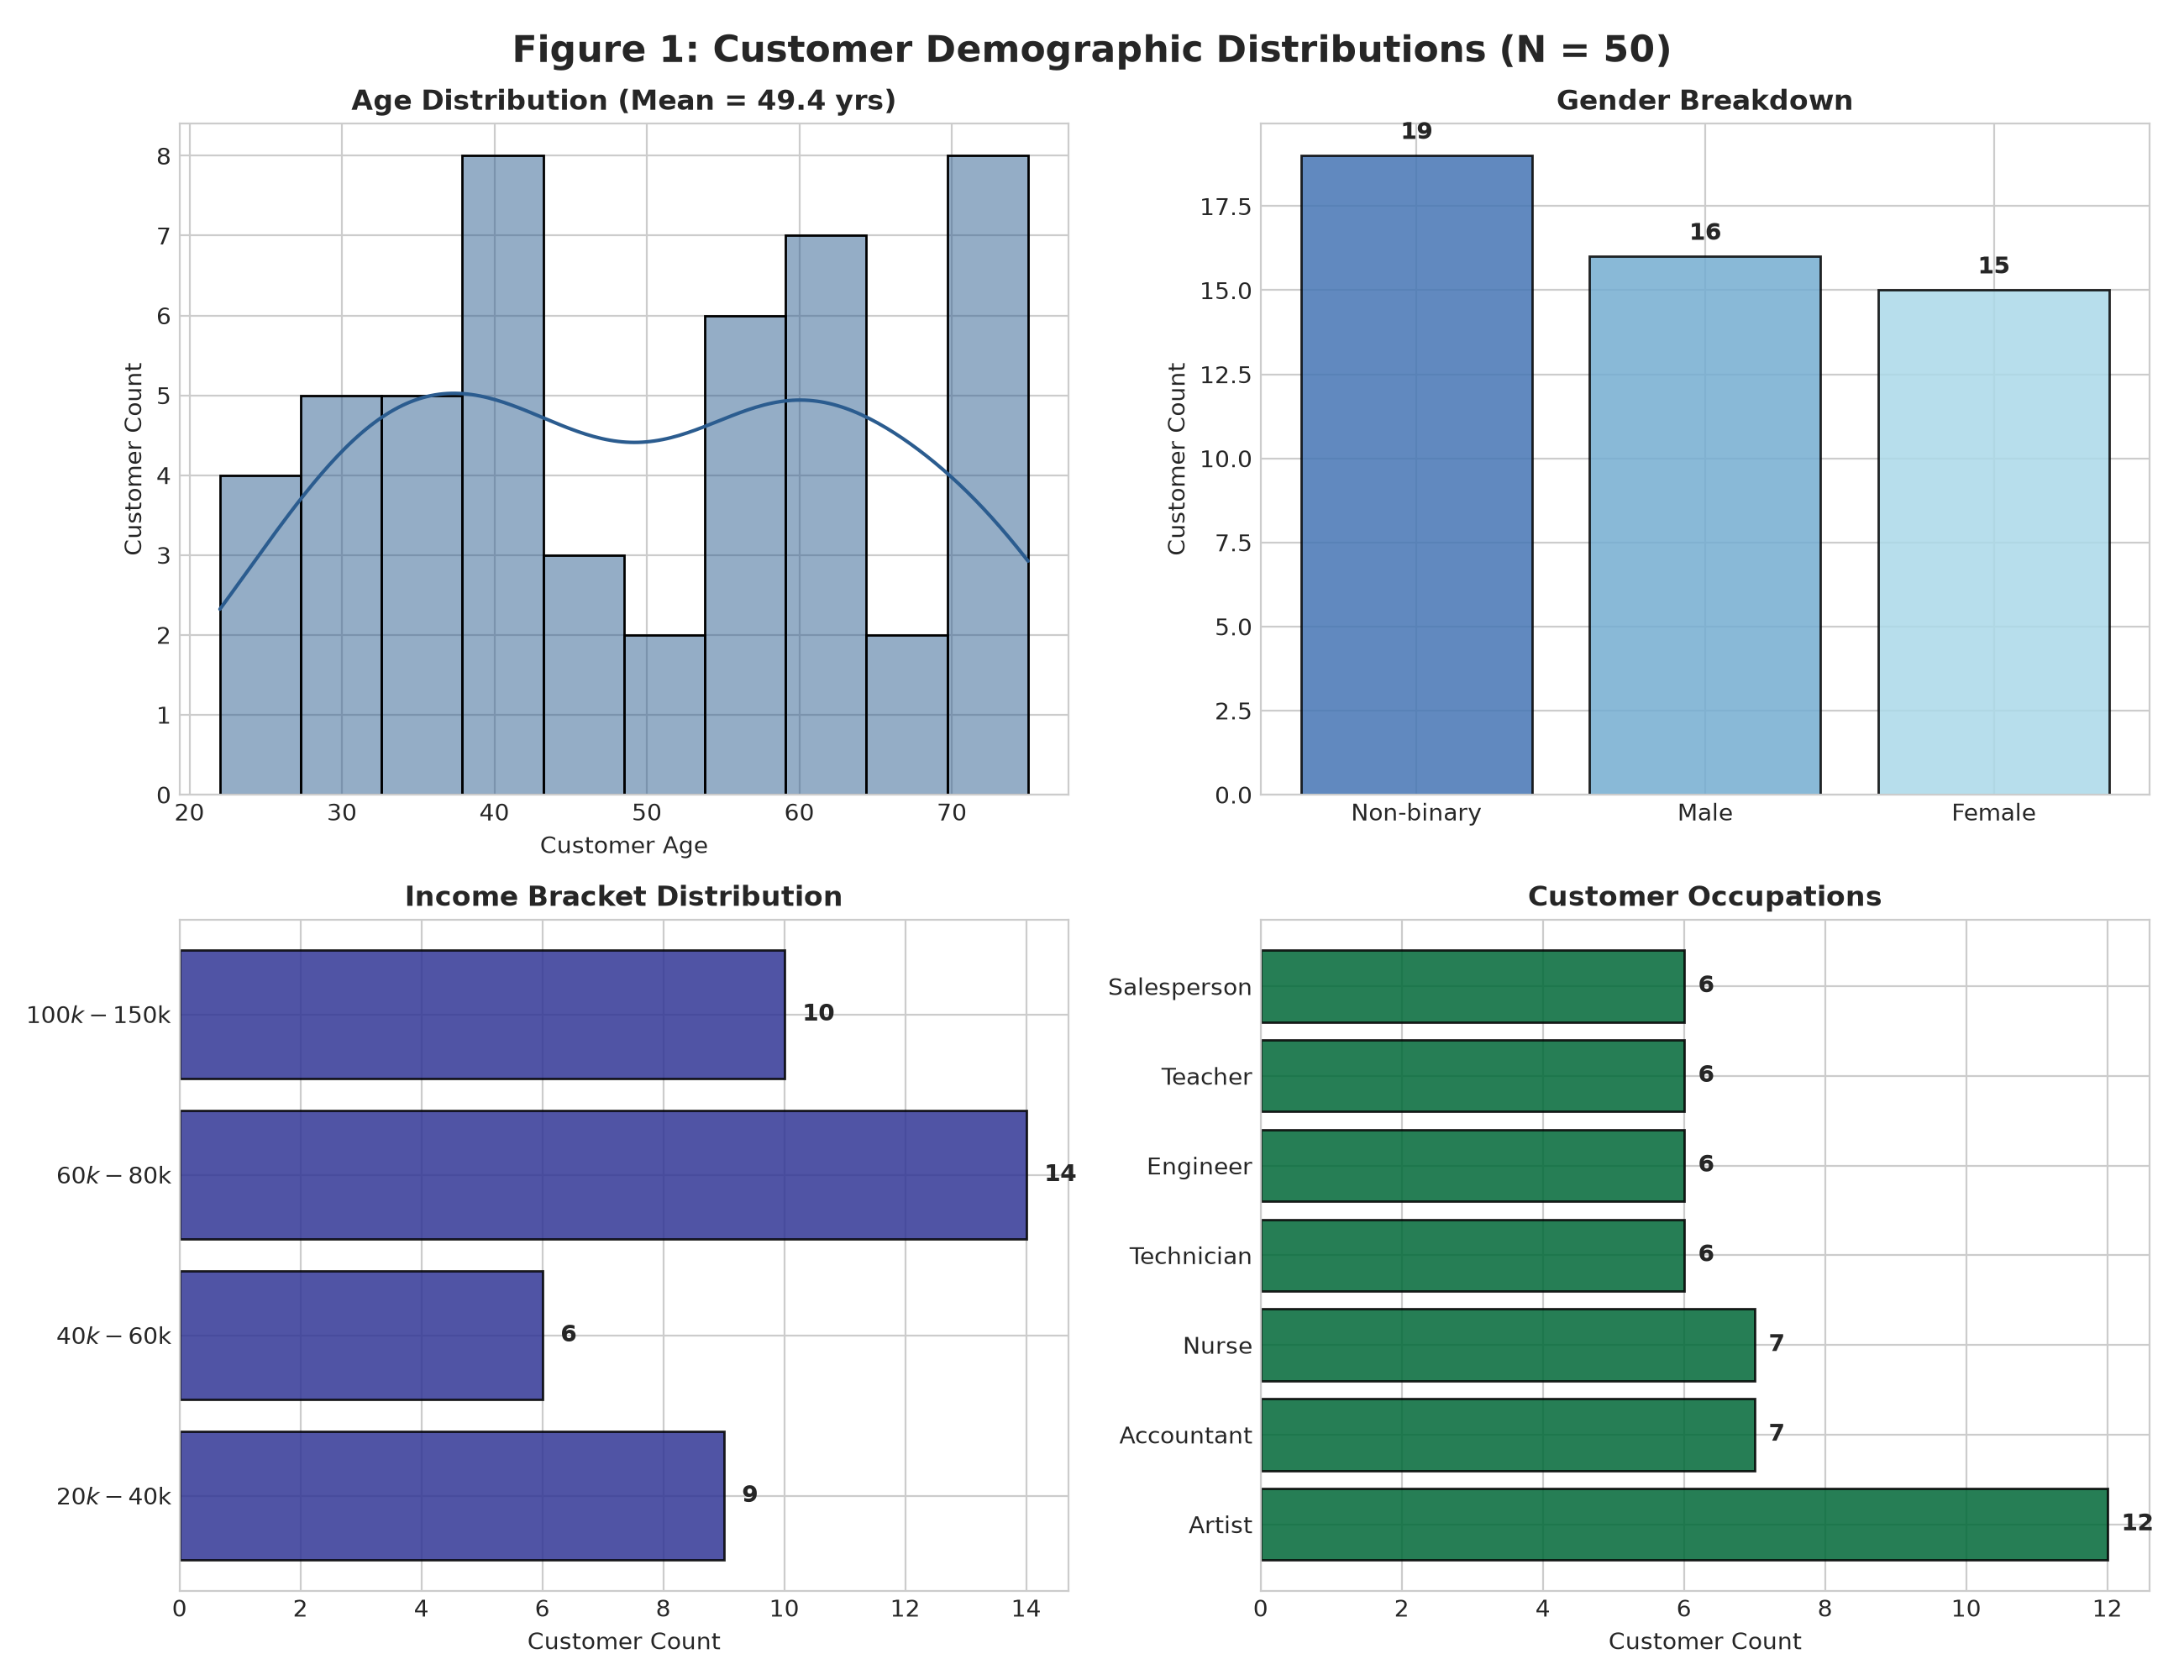 Figure 1: Customer Demographic Distributions (N = 50)
Age Distribution (Mean = 49.4 yrs)
Customer Count
8
7
6
5
4
3
2
1
0
20 30 40 50 60 70
Customer Age
Gender Breakdown
Customer Count
17.5
15.0
12.5
10.0
7.5
5.0
2.5
0.0
19
16
15
Non-binary Male Female
Income Bracket Distribution
100k − 150k
10
60k − 80k
14
40k − 60k
6
20k − 40k
9
0 2 4 6 8 10 12 14
Customer Count
Customer Occupations
Salesperson
6
Teacher
6
Engineer
6
Technician
6
Nurse
7
Accountant
7
Artist
12
0 2 4 6 8 10 12
Customer Count